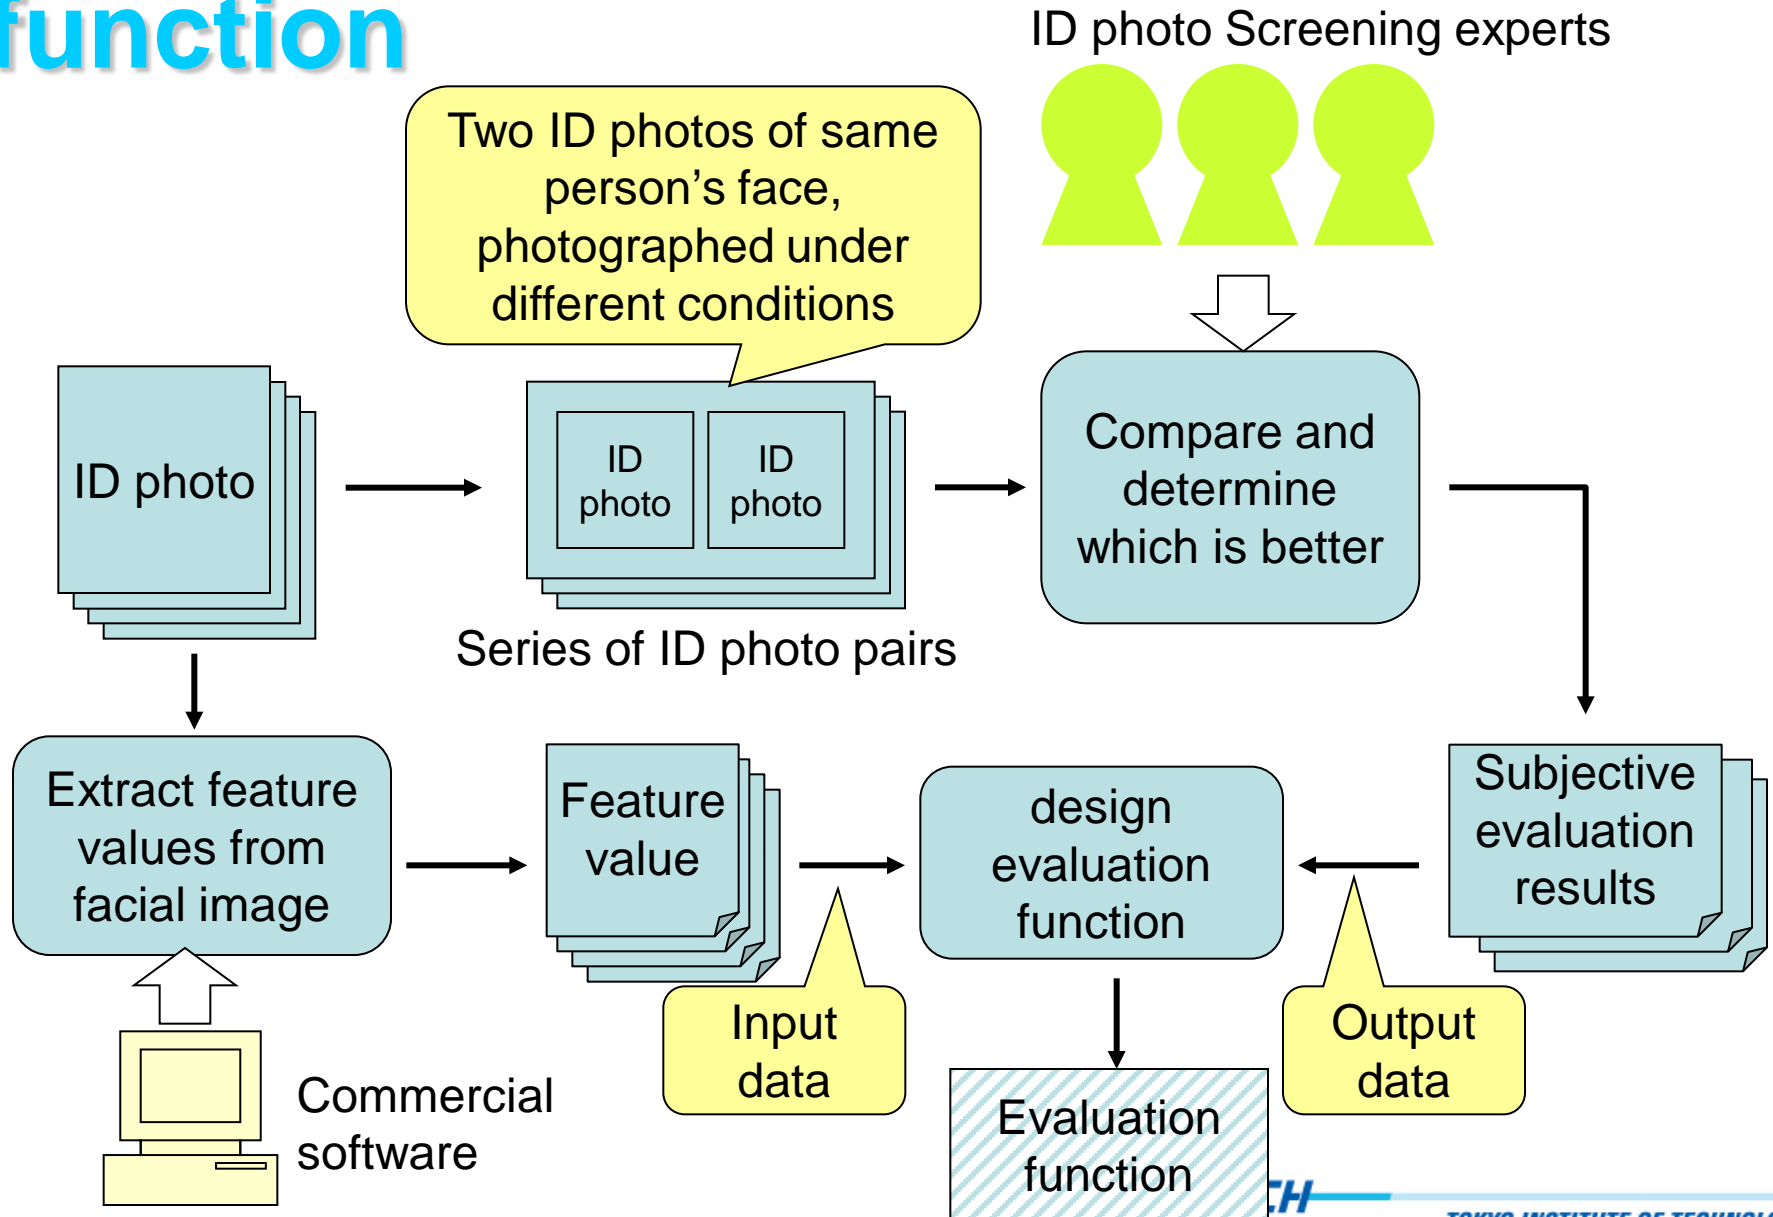 function
ID photo Screening experts
Two ID photos of same
person's face,
photographed under
different conditions
ID photo
ID
photo
ID
photo
Compare and
determine
which is better
Series of ID photo pairs
Extract feature
values from
facial image
Feature
value
design
evaluation
function
Subjective
evaluation
results
Input
data
Output
data
Commercial
software
Evaluation
function